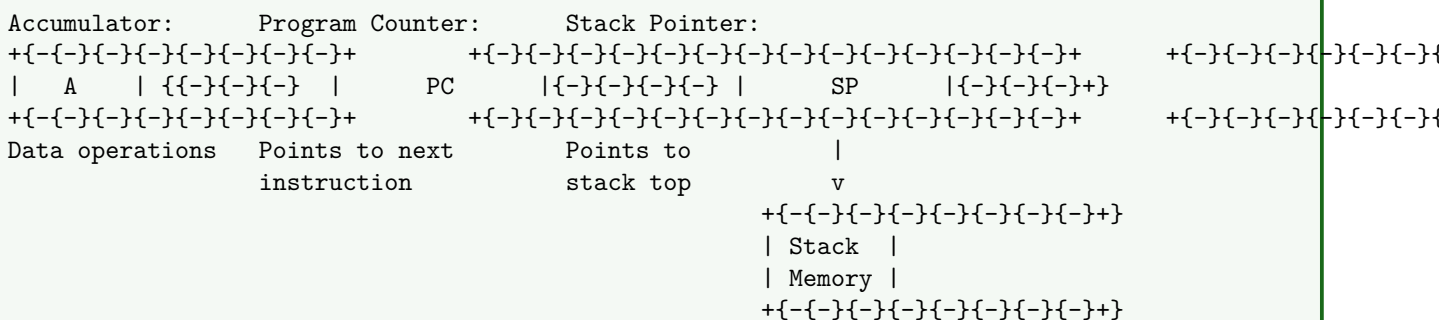 Accumulator:      Program Counter:      Stack Pointer:
+{-{-}{-}{-}{-}{-}{-}{-}+        +{-}{-}{-}{-}{-}{-}{-}{-}{-}{-}{-}{-}{-}{-}+      +{-}{-}{-}{-}{-}{-}{
|   A    | {{-}{-}{-}  |      PC      |{-}{-}{-}{-} |      SP      |{-}{-}{-}+}
+{-{-}{-}{-}{-}{-}{-}{-}+        +{-}{-}{-}{-}{-}{-}{-}{-}{-}{-}{-}{-}{-}{-}+      +{-}{-}{-}{-}{-}{-}{
Data operations   Points to next        Points to          |
                  instruction           stack top          v
                                                      +{-{-}{-}{-}{-}{-}{-}{-}+}
                                                      | Stack  |
                                                      | Memory |
                                                      +{-{-}{-}{-}{-}{-}{-}{-}+}